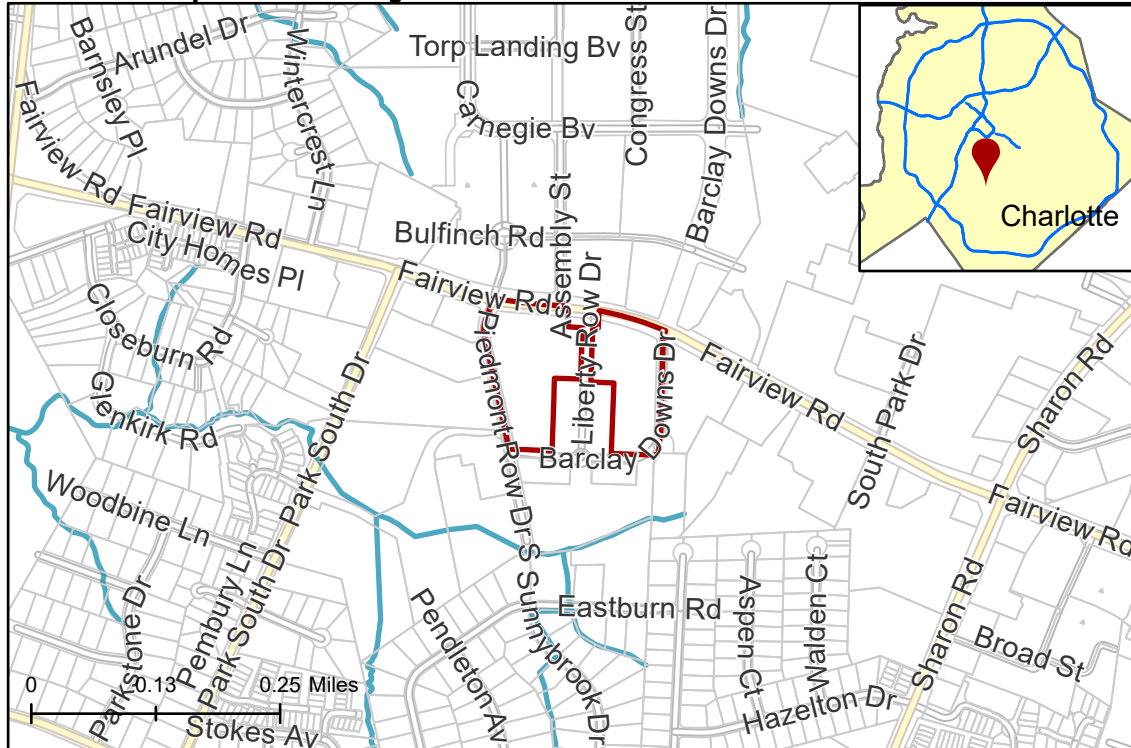 Barnsley Pl
Arundel Dr
Wintercrest Ln
Torp Landing Bv
Congress St
Barclay Downs Dr
Fairview Rd
Carnegie Bv
Charlotte
Fairview Rd
City Homes Pl
Bulfinch Rd
Assembly St
Fairview Rd
Liberty Row Dr
Closeburn Rd
Piedmont Row Dr S
Downs Dr
Fairview Rd
South Park Dr
Sharon Rd
Glenkirk Rd
Park South Dr
Barclay
Woodbine Ln
Fairview Rd
Pembury Ln
Park South Dr
Parkstone Dr
Pendleton Av
Sunnybrook Dr
Eastburn Rd
Aspen Ct
Walden Ct
Sharon Rd
Broad St
Hazelton Dr
0 0.13 0.25 Miles
Stokes Av